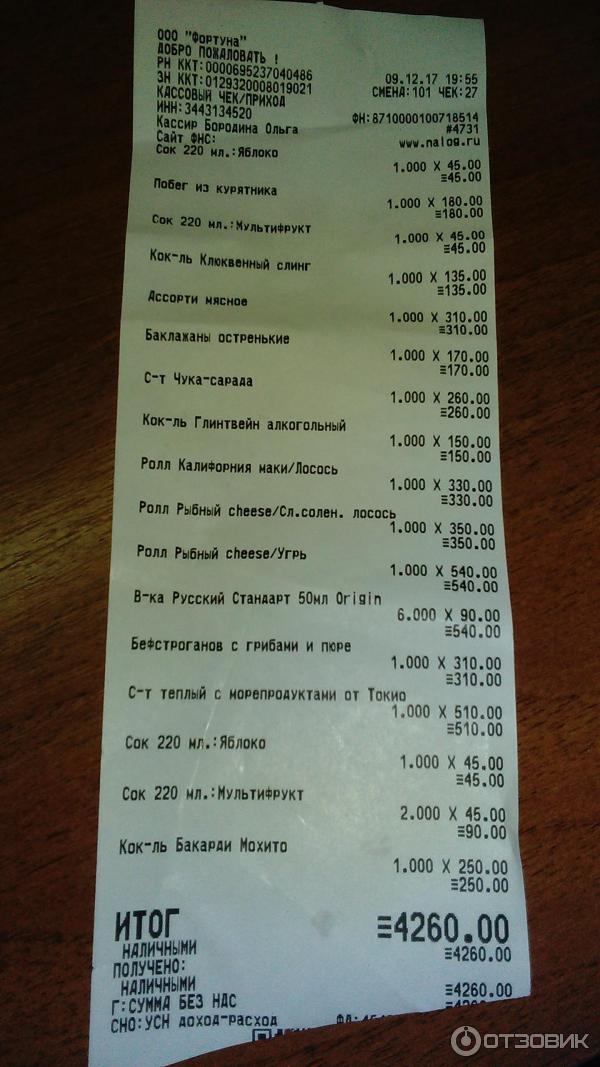 ООО "Фортуна"
ДОБРО ПОЖАЛОВАТЬ !
РН ККТ:0000695237040486 09.12.17 19:55
ЗН ККТ:0129320008019021 СМЕНА:101 ЧЕК:27
КАССОВЫЙ ЧЕК/ПРИХОД
ИНН:3443134520 ФН:8710000100718514
Кассир Бородина Ольга #4731
Сайт ФНС: www.nalog.ru
Сок 220 мл.:Яблоко
1.000 X 45.00
≡45.00
Побег из курятника
1.000 X 180.00
≡180.00
Сок 220 мл.:Мультифрукт
1.000 X 45.00
≡45.00
Кок-ль Клюквенный слинг
1.000 X 135.00
≡135.00
Ассорти мясное
1.000 X 310.00
≡310.00
Баклажаны остренькие
1.000 X 170.00
≡170.00
С-т Чука-сарада
1.000 X 260.00
≡260.00
Кок-ль Глинтвейн алкогольный
1.000 X 150.00
≡150.00
Ролл Калифорния маки/Лосось
1.000 X 330.00
≡330.00
Ролл Рыбный cheese/Сл.солен. лосось
1.000 X 350.00
≡350.00
Ролл Рыбный cheese/Угрь
1.000 X 540.00
≡540.00
В-ка Русский Стандарт 50мл Origin
6.000 X 90.00
≡540.00
Бефстроганов с грибами и пюре
1.000 X 310.00
≡310.00
С-т теплый с морепродуктами от Токио
1.000 X 510.00
≡510.00
Сок 220 мл.:Яблоко
1.000 X 45.00
≡45.00
Сок 220 мл.:Мультифрукт
2.000 X 45.00
≡90.00
Кок-ль Бакарди Мохито
1.000 X 250.00
≡250.00
ИТОГ ≡4260.00
НАЛИЧНЫМИ ≡4260.00
ПОЛУЧЕНО:
НАЛИЧНЫМИ ≡4260.00
Г:СУММА БЕЗ НДС
СНО:УСН доход-расход
ОТЗОВИК